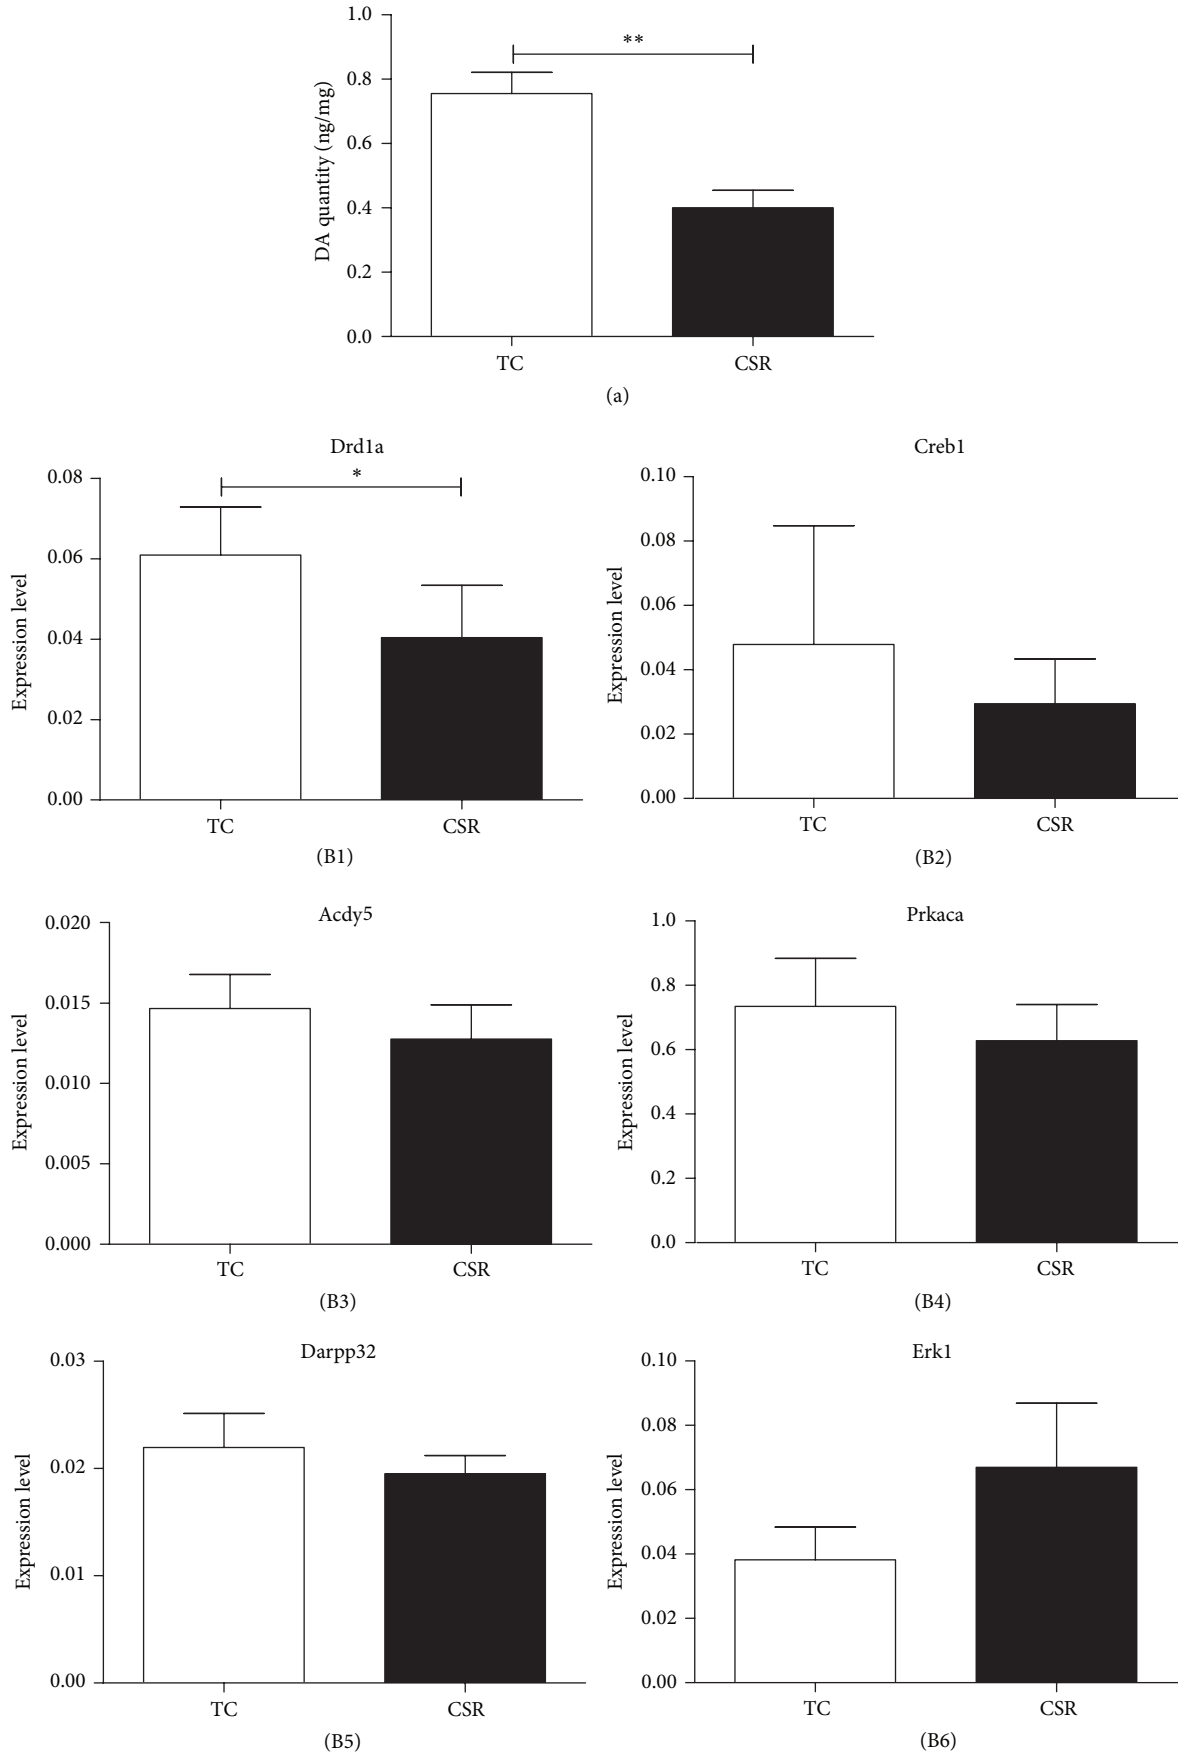 1.0
**
0.8
0.6
0.4
0.2
0.0
DA quantity (ng/mg)
TC CSR
(a)
Drd1a
0.08
*
0.06
0.04
0.02
0.00
Expression level
TC CSR
(B1)
Creb1
0.10
0.08
0.06
0.04
0.02
0.00
Expression level
TC CSR
(B2)
Acdy5
0.020
0.015
0.010
0.005
0.000
Expression level
TC CSR
(B3)
Prkaca
1.0
0.8
0.6
0.4
0.2
0.0
Expression level
TC CSR
(B4)
Darpp32
0.03
0.02
0.01
0.00
Expression level
TC CSR
(B5)
Erk1
0.10
0.08
0.06
0.04
0.02
0.00
Expression level
TC CSR
(B6)